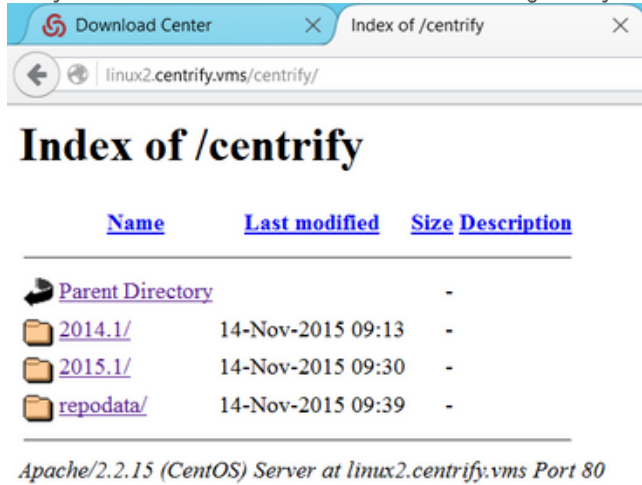 Download Center
Index of /centrify
linux2.centrify.vms/centrify/
Index of /centrify
Name Last modified Size Description
Parent Directory -
2014.1/ 14-Nov-2015 09:13 -
2015.1/ 14-Nov-2015 09:30 -
repodata/ 14-Nov-2015 09:39 -
Apache/2.2.15 (CentOS) Server at linux2.centrify.vms Port 80